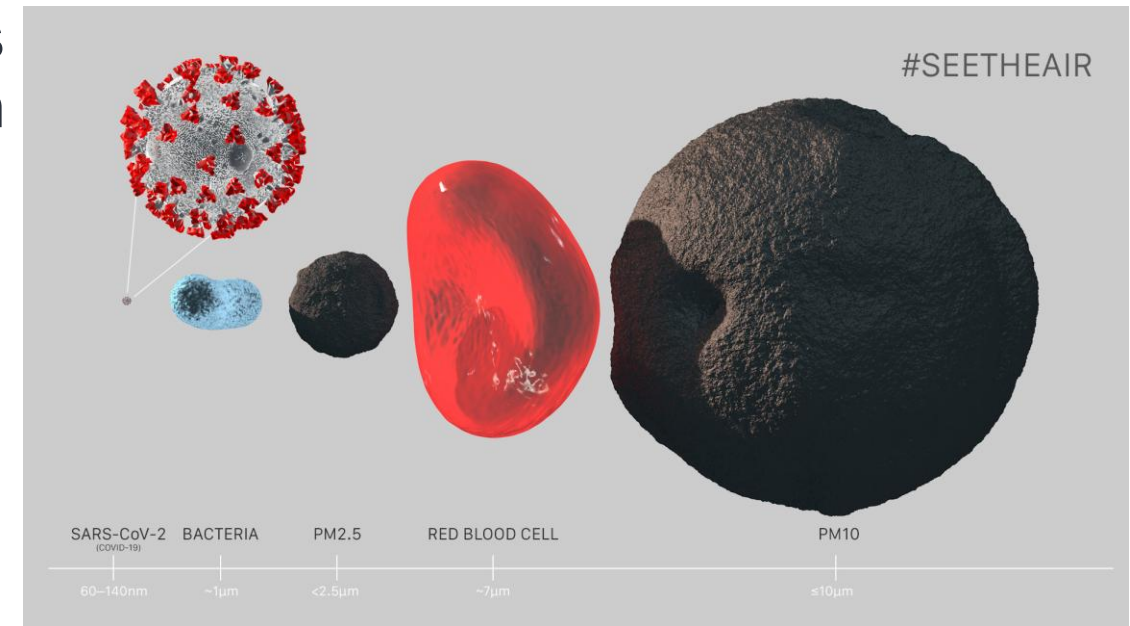 #SEETHEAIR
SARS-CoV-2 BACTERIA PM2.5 RED BLOOD CELL PM10
(COVID-19)
60–140nm ~1μm <2.5μm ~7μm ≤10μm